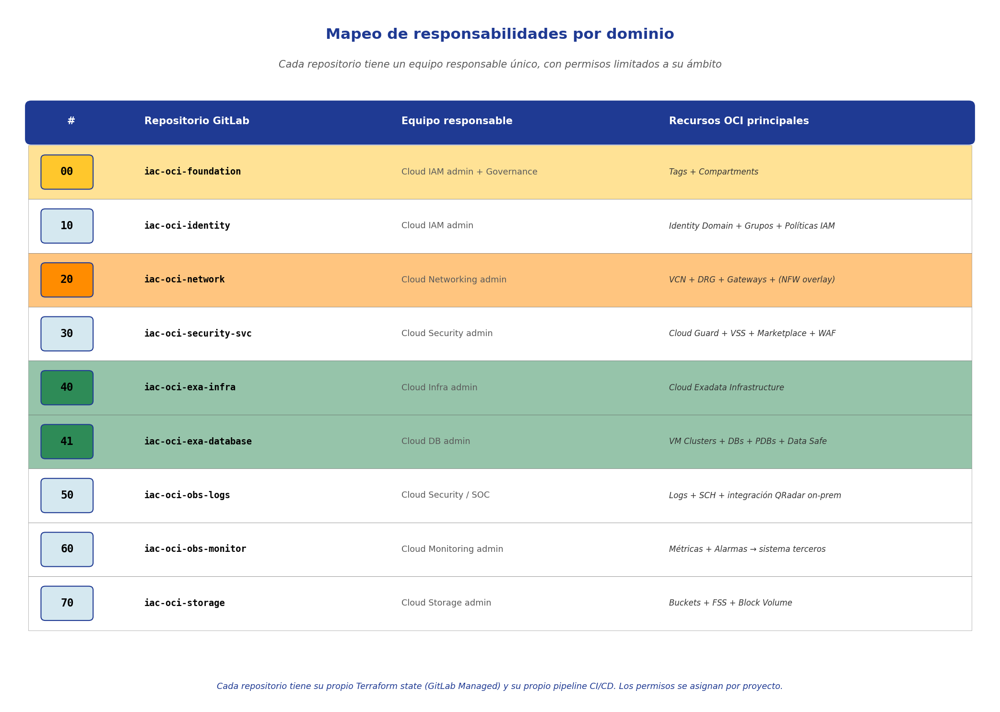 Mapeo de responsabilidades por dominio
Cada repositorio tiene un equipo responsable único, con permisos limitados a su ámbito
# Repositorio GitLab Equipo responsable Recursos OCI principales
00 iac-oci-foundation Cloud IAM admin + Governance Tags + Compartments
10 iac-oci-identity Cloud IAM admin Identity Domain + Grupos + Políticas IAM
20 iac-oci-network Cloud Networking admin VCN + DRG + Gateways + (NFW overlay)
30 iac-oci-security-svc Cloud Security admin Cloud Guard + VSS + Marketplace + WAF
40 iac-oci-exa-infra Cloud Infra admin Cloud Exadata Infrastructure
41 iac-oci-exa-database Cloud DB admin VM Clusters + DBs + PDBs + Data Safe
50 iac-oci-obs-logs Cloud Security / SOC Logs + SCH + integración QRadar on-prem
60 iac-oci-obs-monitor Cloud Monitoring admin Métricas + Alarmas → sistema terceros
70 iac-oci-storage Cloud Storage admin Buckets + FSS + Block Volume
Cada repositorio tiene su propio Terraform state (GitLab Managed) y su propio pipeline CI/CD. Los permisos se asignan por proyecto.